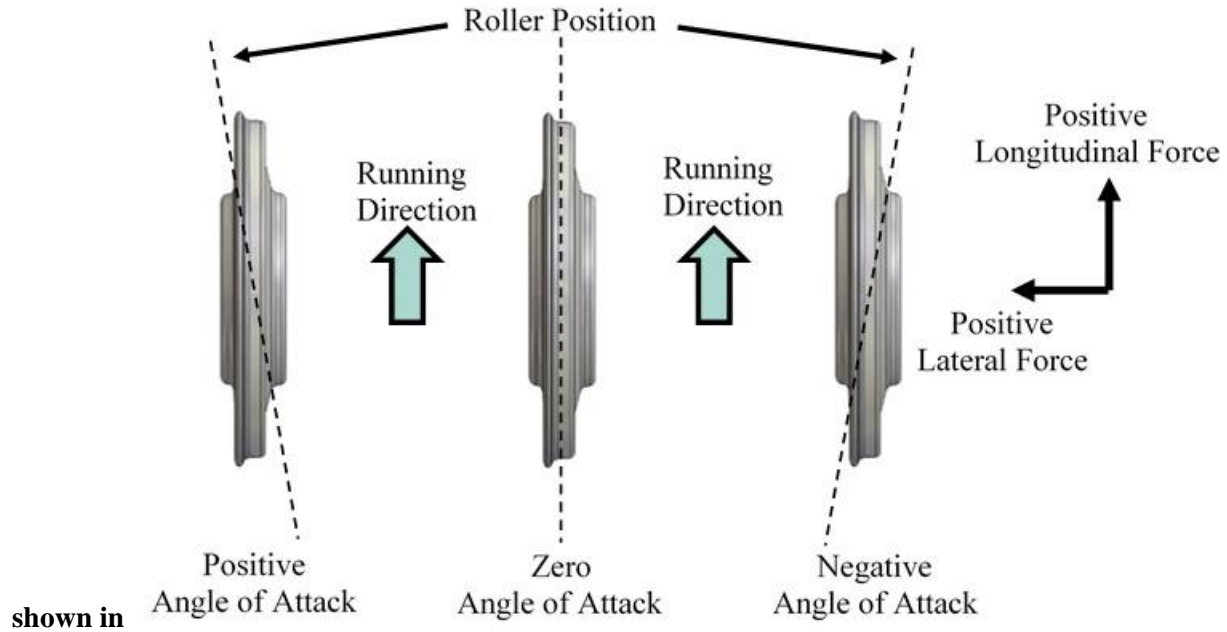 Roller Position
Running
Direction
Running
Direction
Positive
Longitudinal Force
Positive
Lateral Force
Positive
Angle of Attack
Zero
Angle of Attack
Negative
Angle of Attack
shown in